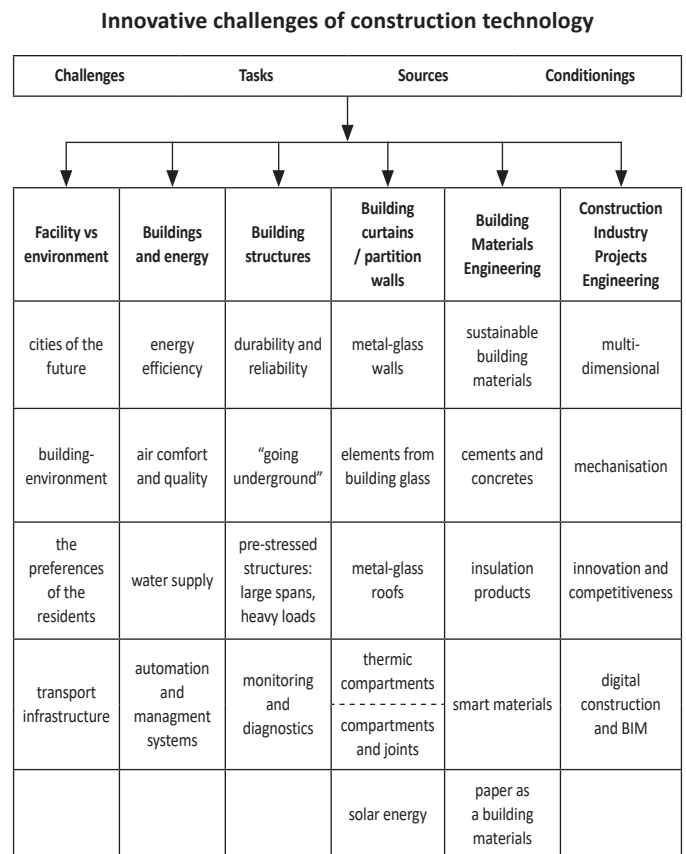 Innovative challenges of construction technology
Challenges Tasks Sources Conditionings
Facility vs
environment
Buildings
and energy
Building
structures
Building
curtains
/ partition
walls
Building
Materials
Engineering
Construction
Industry
Projects
Engineering
cities of the
future
energy
efficiency
durability and
reliability
metal-glass
walls
sustainable
building
materials
multi-
dimensional
building-
environment
air comfort
and quality
“going
underground”
elements from
building glass
cements and
concretes
mechanisation
the
preferences
of the
residents
water supply
pre-stressed
structures:
large spans,
heavy loads
metal-glass
roofs
insulation
products
innovation and
competitiveness
transport
infrastructure
automation
and
managment
systems
monitoring
and
diagnostics
thermic
compartments
compartments
and joints
smart materials
digital
construction
and BIM
solar energy
paper as
a building
materials